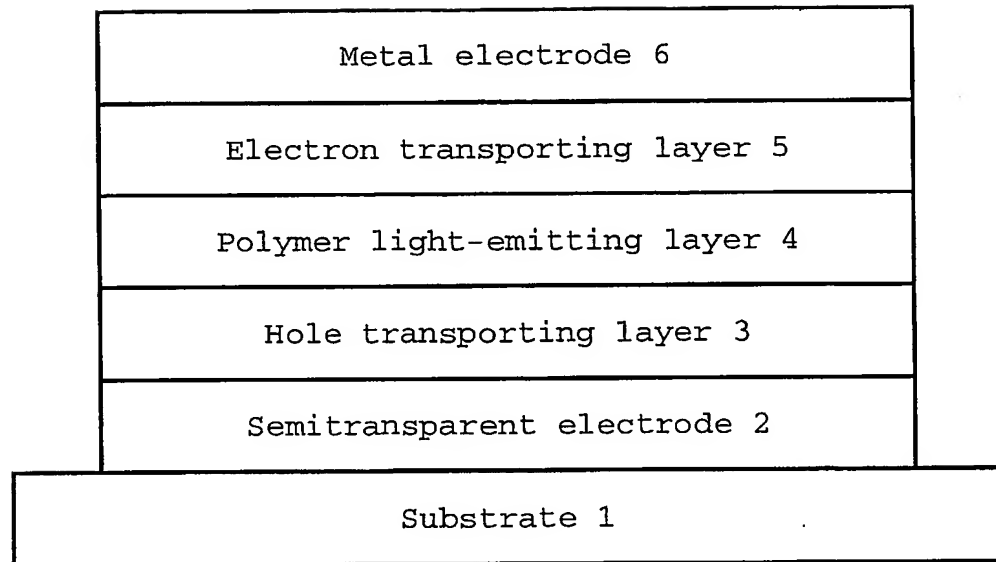 Metal electrode 6
Electron transporting layer 5
Polymer light-emitting layer 4
Hole transporting layer 3
Semitransparent electrode 2
Substrate 1